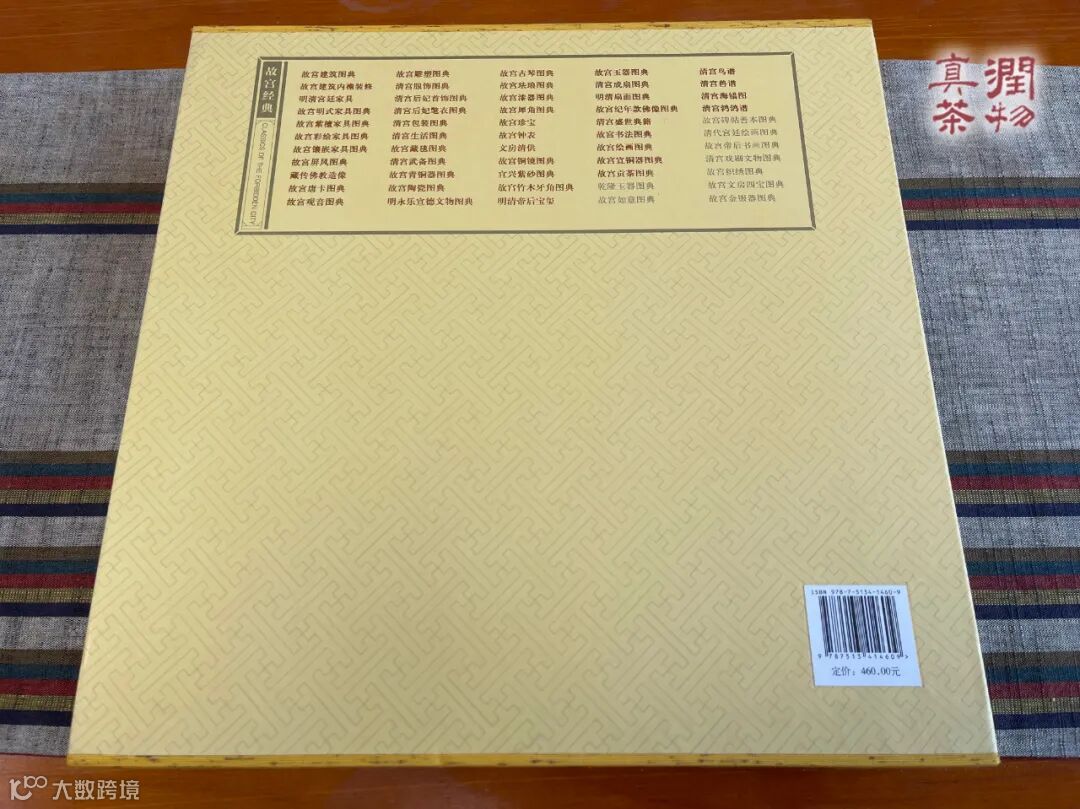 故宫经典
CLASSICS OF THE FORBIDDEN CITY
故宫建筑图典
故宫建筑内檐装修
明清宫廷家具
故宫明式家具图典
故宫紫檀家具图典
故宫彩绘家具图典
故宫镶嵌家具图典
故宫屏风图典
藏传佛教造像
故宫唐卡图典
故宫观音图典
故宫雕塑图典
清宫服饰图典
清宫后妃首饰图典
清宫后妃氅衣图典
清宫包装图典
清宫生活图典
故宫藏毯图典
清宫武备图典
故宫青铜器图典
故宫陶瓷图典
明永乐宣德文物图典
故宫古琴图典
故宫珐琅图典
故宫漆器图典
故宫犀角图典
故宫珍宝
故宫钟表
文房清供
故宫铜镜图典
宜兴紫砂图典
故宫竹木牙角图典
明清帝后宝玺
故宫玉器图典
清宫成扇图典
明清扇面图典
故宫纪年款佛像图典
清宫盛世典籍
故宫书法图典
故宫绘画图典
故宫宣铜器图典
故宫贡茶图典
乾隆玉器图典
故宫如意图典
清宫鸟谱
清宫兽谱
清宫海错图
清宫鹁鸽谱
故宫碑帖善本图典
清代宫廷绘画图典
故宫帝后书画图典
清宫戏剧文物图典
故宫织绣图典
故宫文房四宝图典
故宫金银器图典
潤物
真茶
ISBN 978-7-5134-1460-9
9 787513 414609 >
定价：460.00元
大数跨境